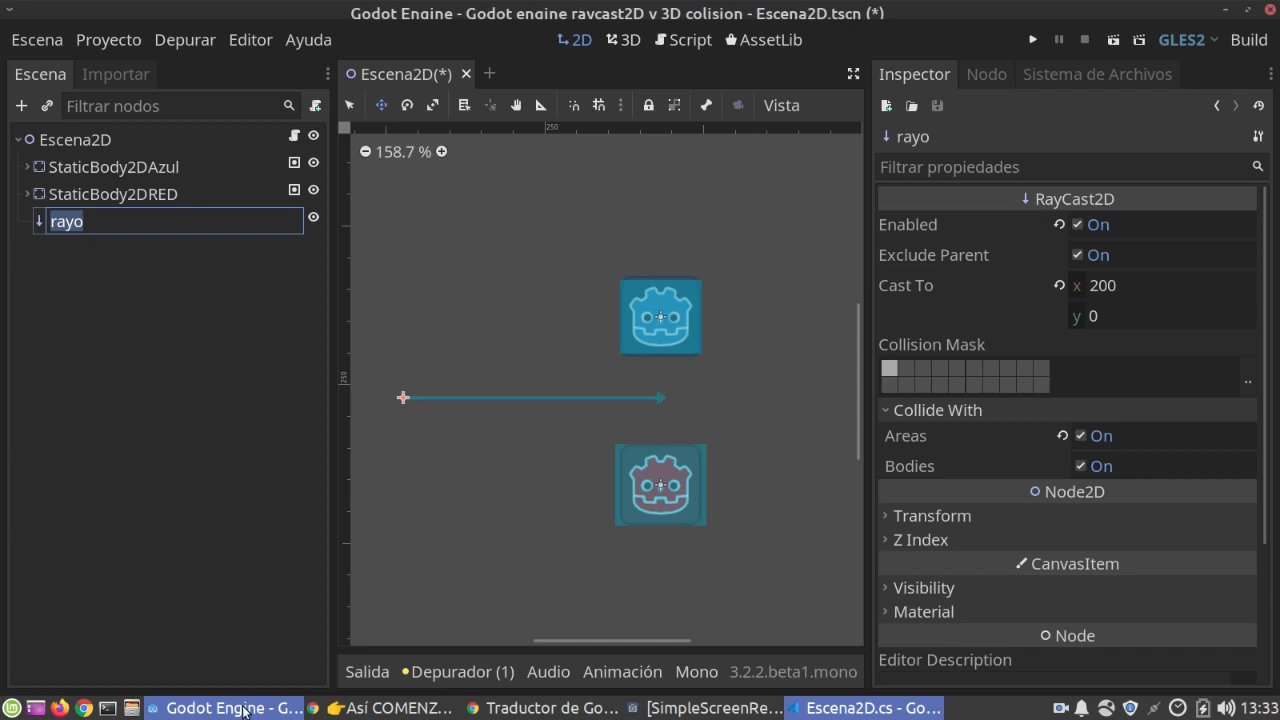 Godot Engine - Godot engine raycast2D y 3D colision - Escena2D.tscn (*)
Escena Proyecto Depurar Editor Ayuda 2D 3D Script AssetLib GLES2 Build
Escena Importar Escena2D(*) Inspector Nodo Sistema de Archivos
Filtrar nodos Vista
Escena2D
StaticBody2DAzul
StaticBody2DRED
rayo
250
158.7 %
250
rayo
Filtrar propiedades
RayCast2D
Enabled On
Exclude Parent On
Cast To x 200
y 0
Collision Mask
..
Collide With
Areas On
Bodies On
Node2D
Transform
Z Index
CanvasItem
Visibility
Material
Node
Editor Description
Salida Depurador (1) Audio Animación Mono 3.2.2.beta1.mono
Godot Engine - G... 👉Así COMENZ... Traductor de Go... [SimpleScreenRe... Escena2D.cs - Go... 13:33